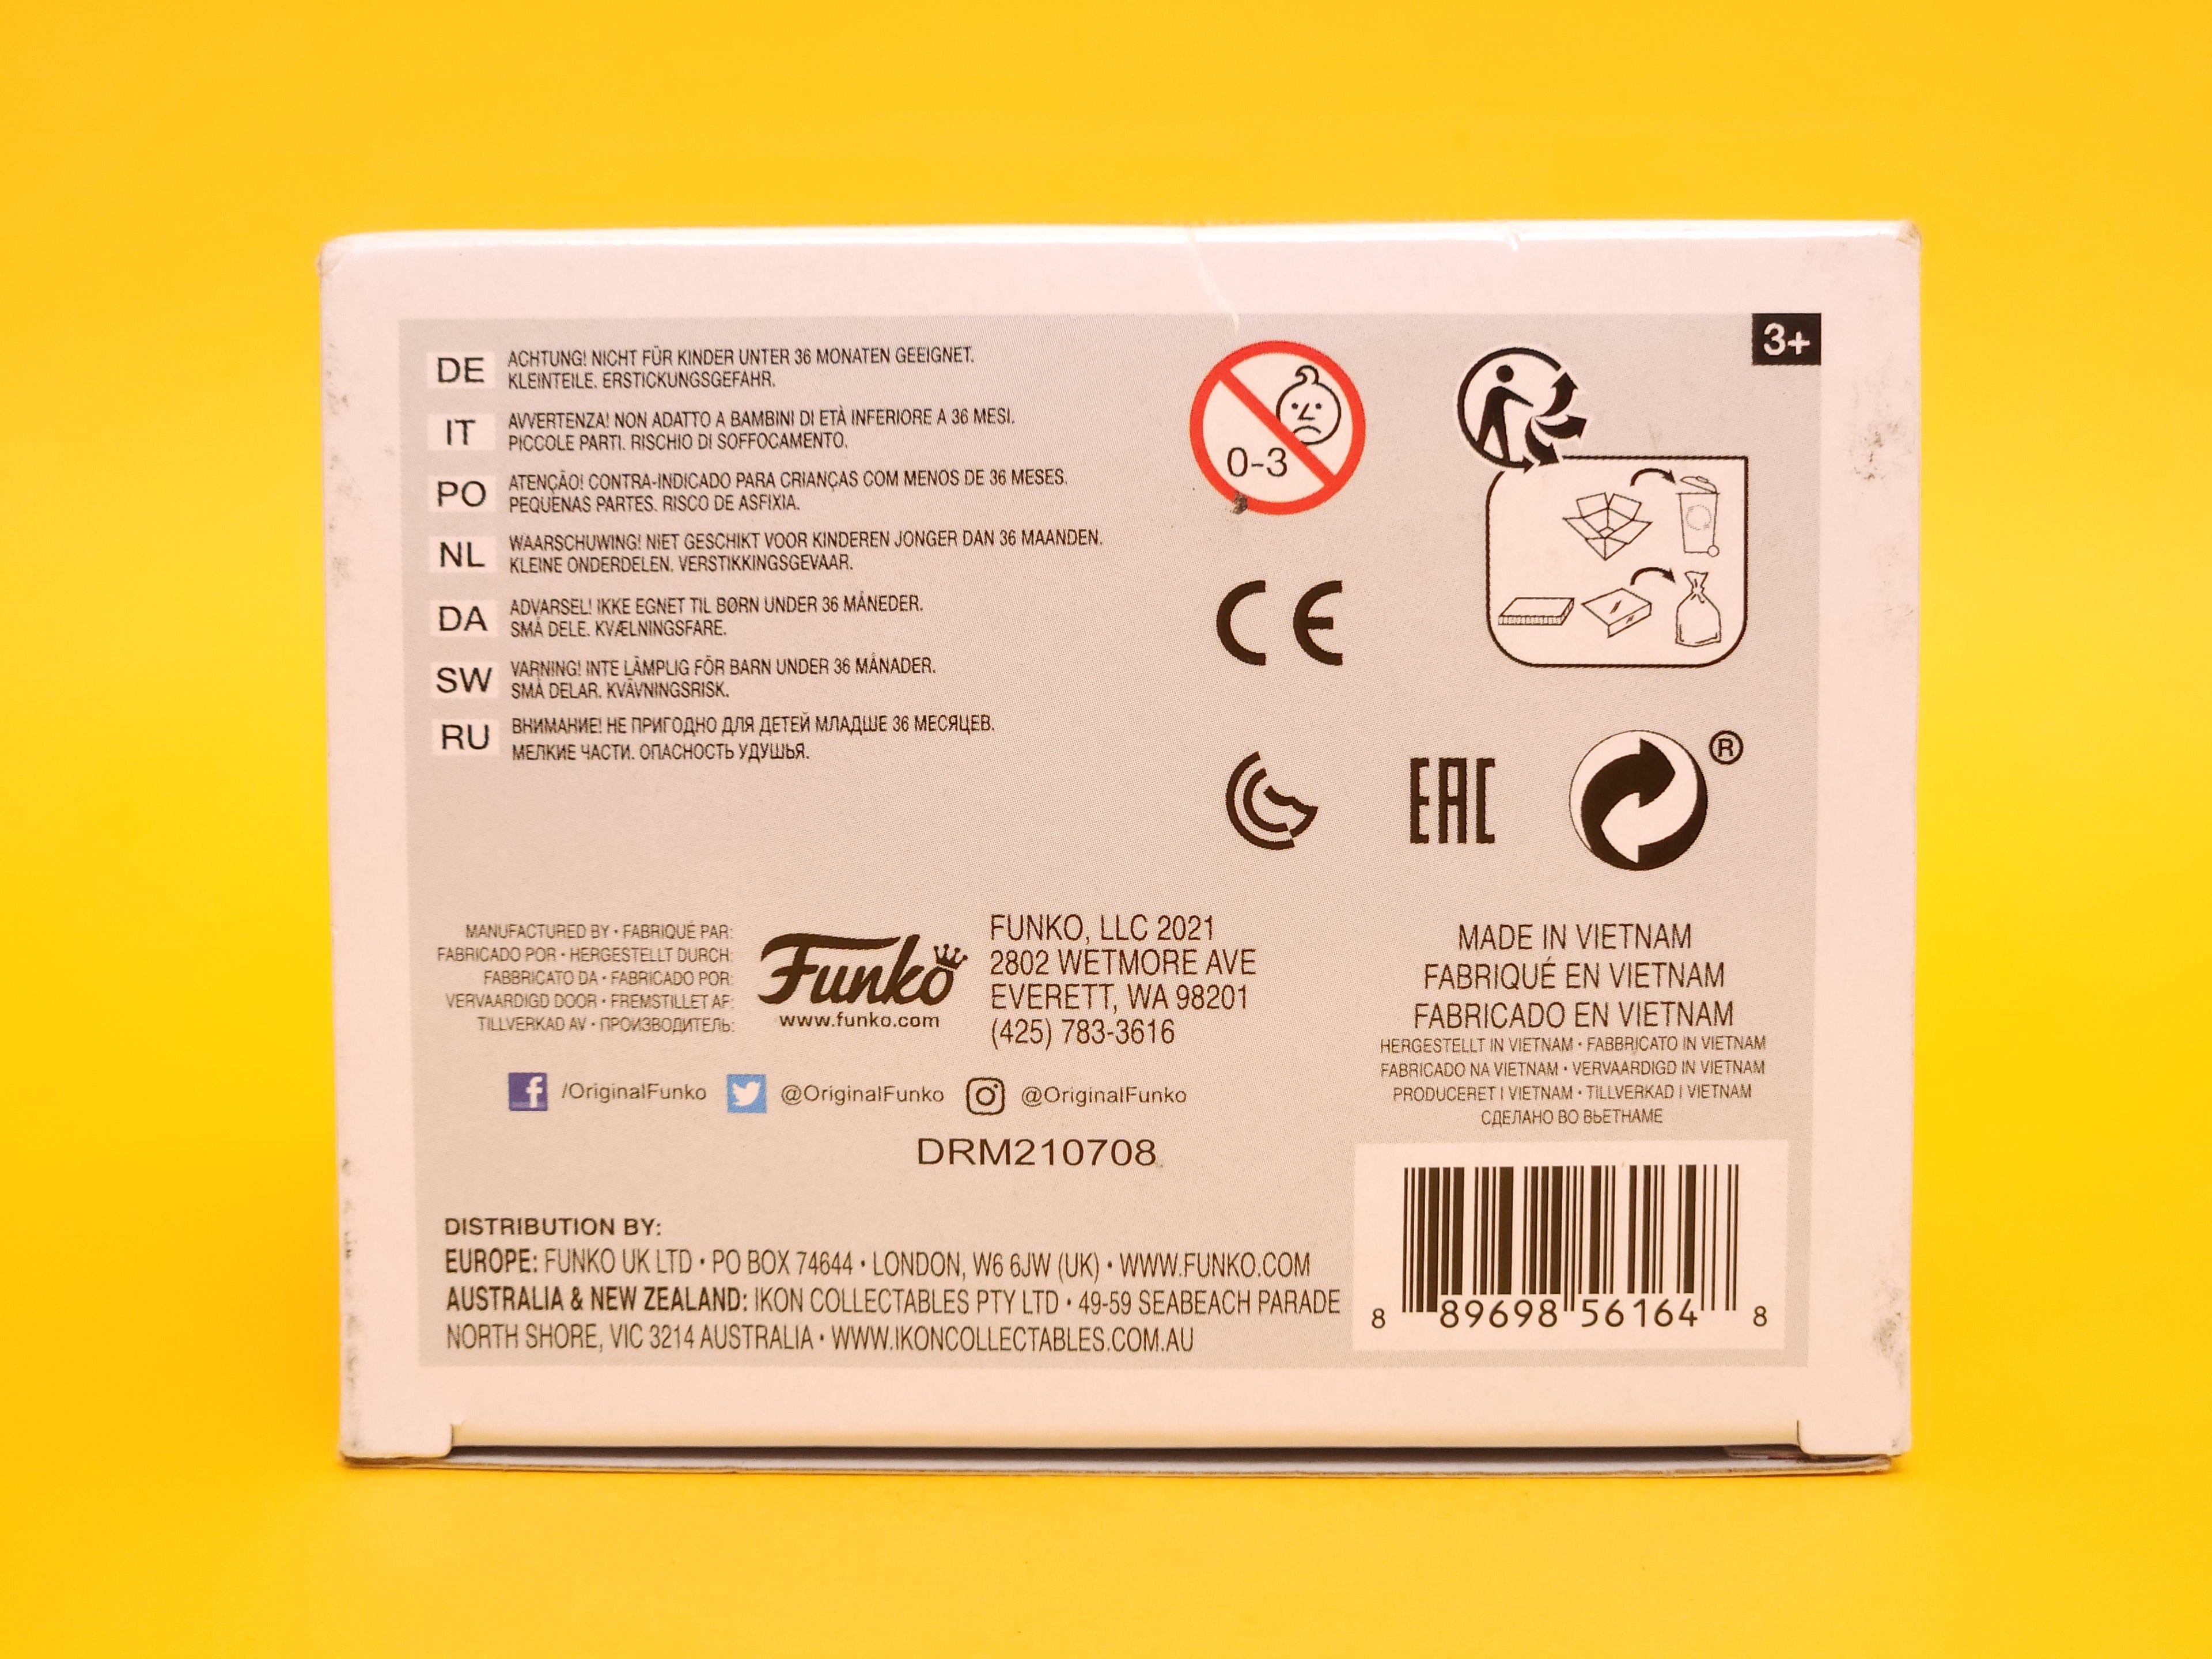 3+
DE
ACHTUNG! NICHT FÜR KINDER UNTER 36 MONATEN GEEIGNET.
KLEINTEILE. ERSTICKUNGSGEFAHR.
IT
AVVERTENZA! NON ADATTO A BAMBINI DI ETÀ INFERIORE A 36 MESI.
PICCOLE PARTI. RISCHIO DI SOFFOCAMENTO.
PO
ATENÇÃO! CONTRA-INDICADO PARA CRIANÇAS COM MENOS DE 36 MESES.
PEQUENAS PARTES. RISCO DE ASFIXIA.
NL
WAARSCHUWING! NIET GESCHIKT VOOR KINDEREN JONGER DAN 36 MAANDEN.
KLEINE ONDERDELEN. VERSTIKKINGSGEVAAR.
DA
ADVARSEL! IKKE EGNET TIL BØRN UNDER 36 MÅNEDER.
SMÅ DELE. KVÆLNINGSFARE.
SW
VARNING! INTE LÄMPLIG FÖR BARN UNDER 36 MÅNADER.
SMÅ DELAR. KVÄVNINGSRISK.
RU
ВНИМАНИЕ! НЕ ПРИГОДНО ДЛЯ ДЕТЕЙ МЛАДШЕ 36 МЕСЯЦЕВ.
МЕЛКИЕ ЧАСТИ. ОПАСНОСТЬ УДУШЬЯ.
0-3
CE
EAC
®
MANUFACTURED BY • FABRIQUÉ PAR:
FABRICADO POR • HERGESTELLT DURCH:
FABBRICATO DA • FABRICADO POR:
VERVAARDIGD DOOR • FREMSTILLET AF:
TILLVERKAD AV • ПРОИЗВОДИТЕЛЬ:
Funko
www.funko.com
FUNKO, LLC 2021
2802 WETMORE AVE
EVERETT, WA 98201
(425) 783-3616
MADE IN VIETNAM
FABRIQUÉ EN VIETNAM
FABRICADO EN VIETNAM
HERGESTELLT IN VIETNAM • FABBRICATO IN VIETNAM
FABRICADO NA VIETNAM • VERVAARDIGD IN VIETNAM
PRODUCERET I VIETNAM • TILLVERKAD I VIETNAM
СДЕЛАНО ВО ВЬЕТНАМЕ
/OriginalFunko @OriginalFunko @OriginalFunko
DRM210708
DISTRIBUTION BY:
EUROPE: FUNKO UK LTD • PO BOX 74644 • LONDON, W6 6JW (UK) • WWW.FUNKO.COM
AUSTRALIA & NEW ZEALAND: IKON COLLECTABLES PTY LTD • 49-59 SEABEACH PARADE
NORTH SHORE, VIC 3214 AUSTRALIA • WWW.IKONCOLLECTABLES.COM.AU
8 89698 56164 8